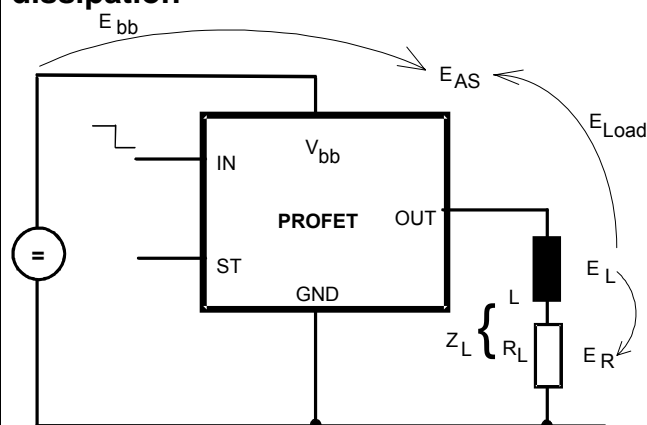 dissipation
E bb
E AS
E Load
IN
V bb
PROFET
OUT
=
ST
GND
L
E L
Z L {
R L
E R